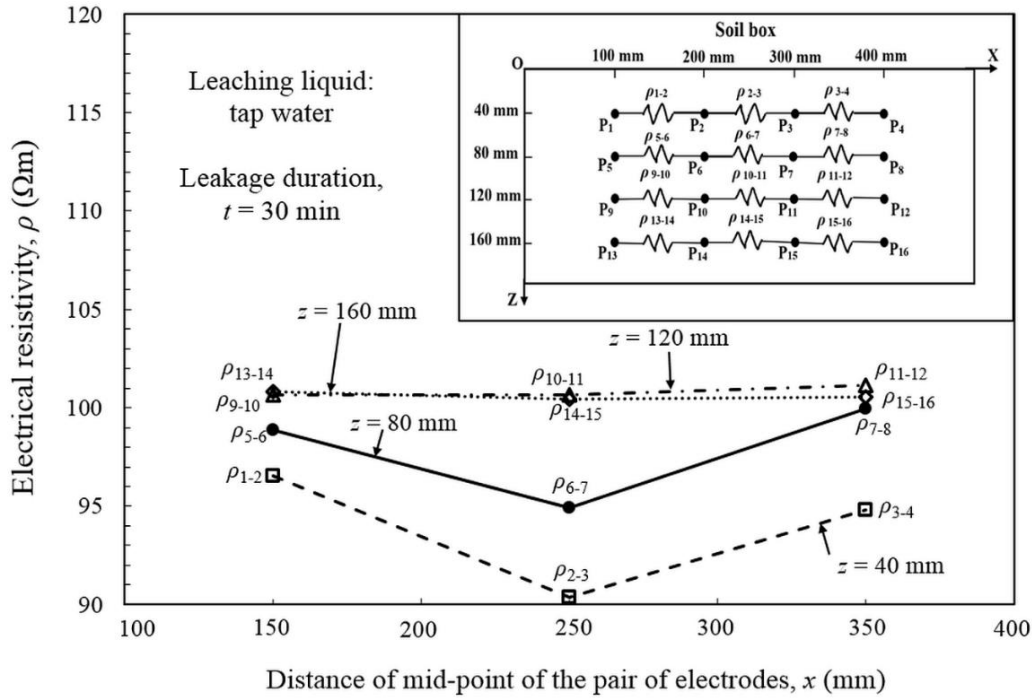 120
115
110
105
100
95
90
Electrical resistivity, ρ (Ωm)
Leaching liquid:
tap water
Leakage duration,
t = 30 min
Soil box
100 mm 200 mm 300 mm 400 mm
O X
40 mm
80 mm
120 mm
160 mm
Z
ρ1-2 ρ2-3 ρ3-4
P1 P2 P3 P4
ρ5-6 ρ6-7 ρ7-8
P5 P6 P7 P8
ρ9-10 ρ10-11 ρ11-12
P9 P10 P11 P12
ρ13-14 ρ14-15 ρ15-16
P13 P14 P15 P16
z = 160 mm
z = 120 mm
ρ13-14 ρ10-11 ρ11-12
ρ9-10 ρ14-15 ρ15-16
z = 80 mm
ρ5-6 ρ7-8
ρ1-2 ρ6-7 ρ3-4
ρ2-3
z = 40 mm
100 150 200 250 300 350 400
Distance of mid-point of the pair of electrodes, x (mm)